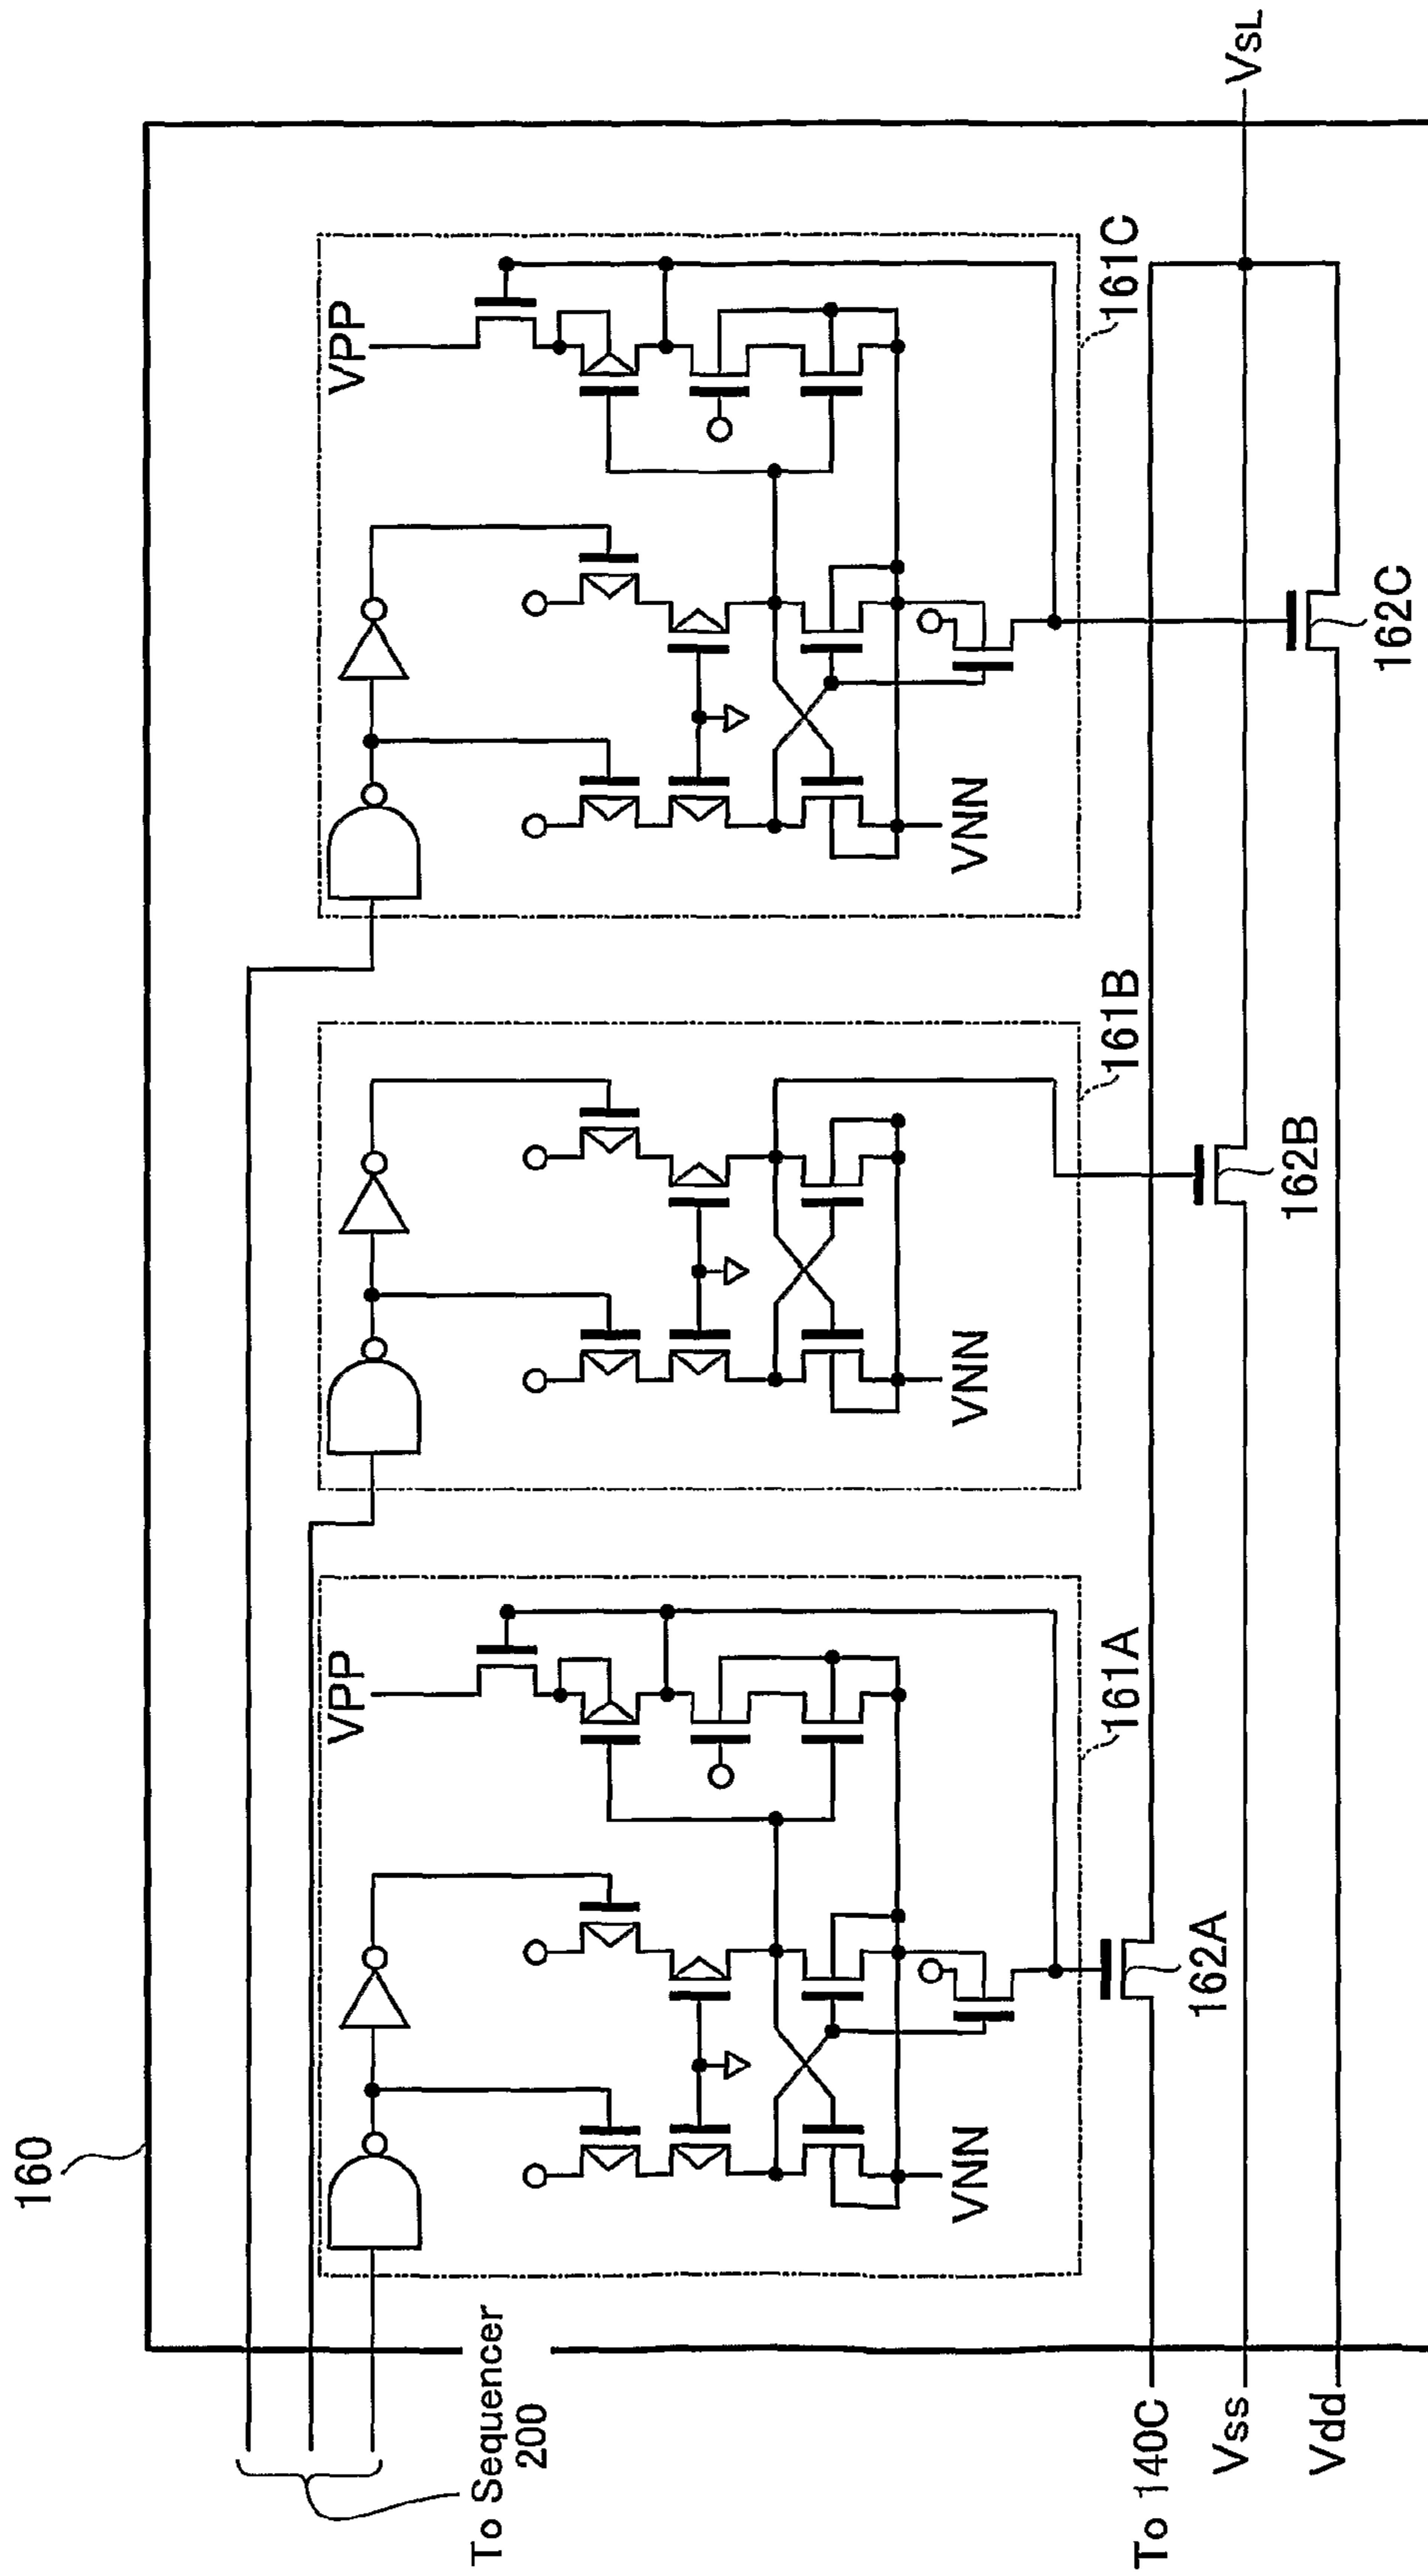 160
To Sequencer
200
VPP
VNN
161A
VNN
161B
VPP
VNN
161C
To 140C
Vss
Vdd
162A
162B
162C
VSL